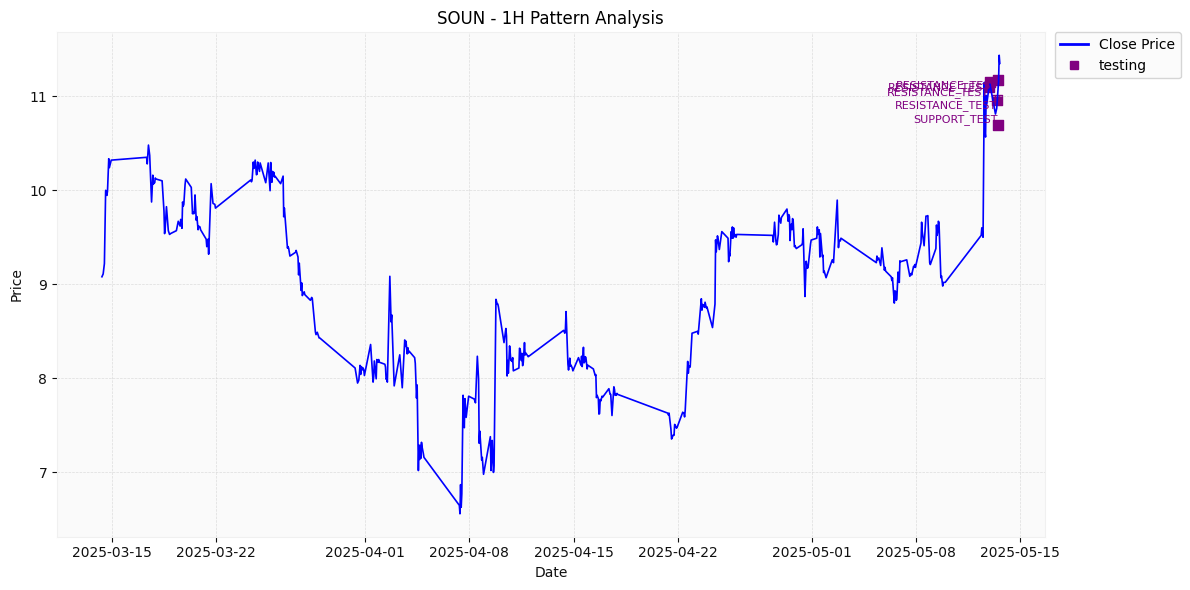 SOUN - 1H Pattern Analysis
Close Price
testing
RESISTANCE_TEST
RESISTANCE_TEST
RESISTANCE_TEST
RESISTANCE_TEST
SUPPORT_TEST
Price
11
10
9
8
7
2025-03-15 2025-03-22 2025-04-01 2025-04-08 2025-04-15 2025-04-22 2025-05-01 2025-05-08 2025-05-15
Date